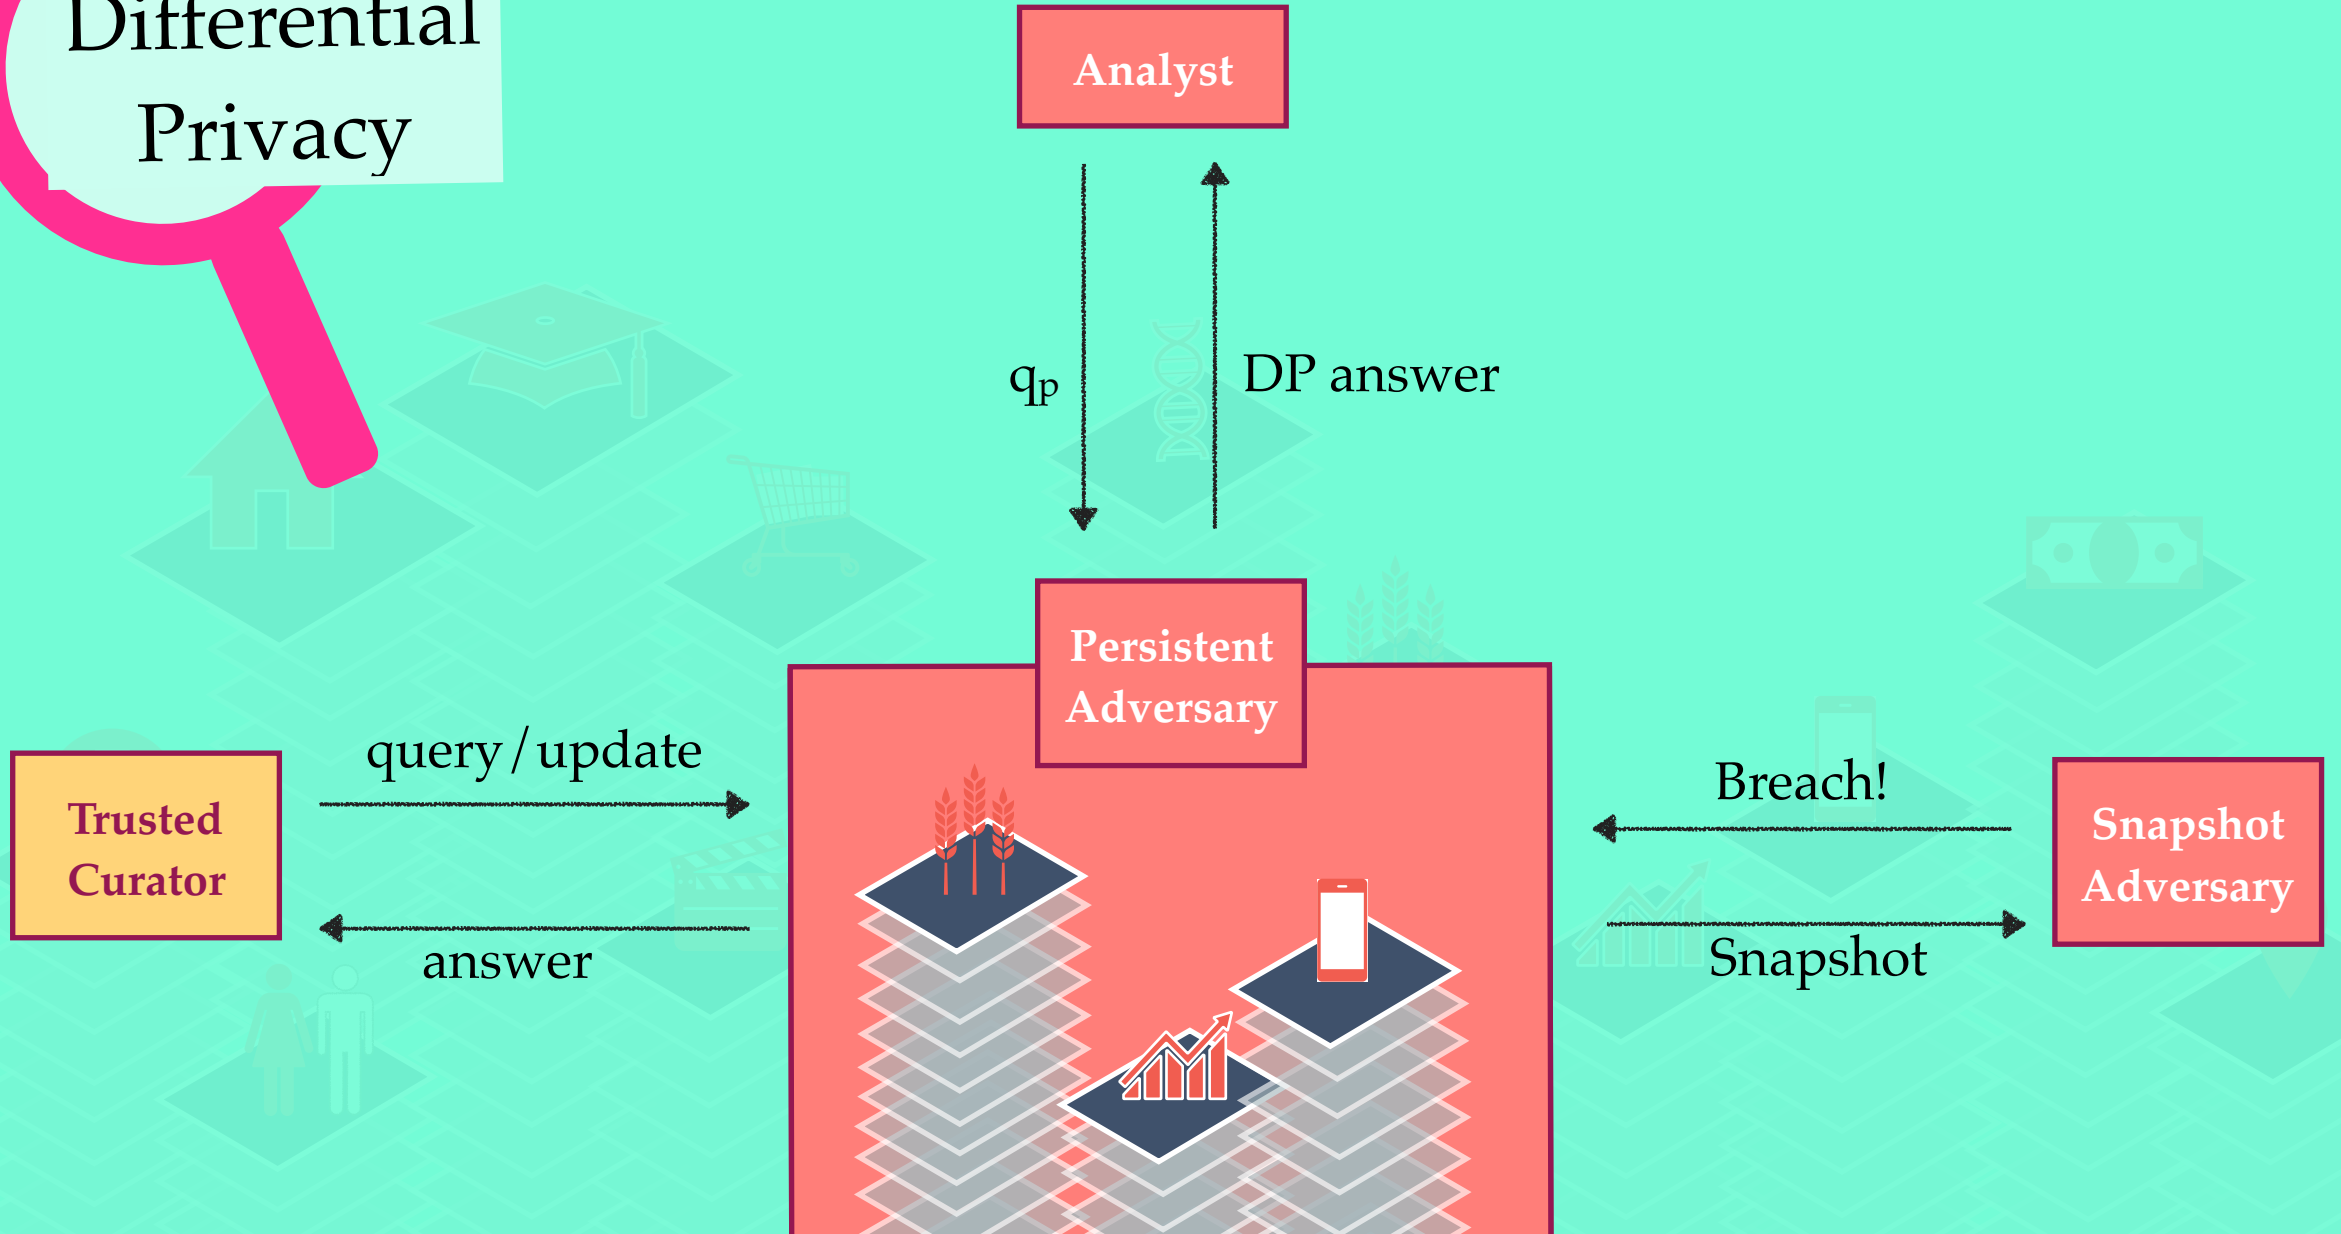 Differential
Privacy
Analyst
qp
DP answer
Persistent
Adversary
query/update
Trusted
Curator
answer
Breach!
Snapshot
Adversary
Snapshot